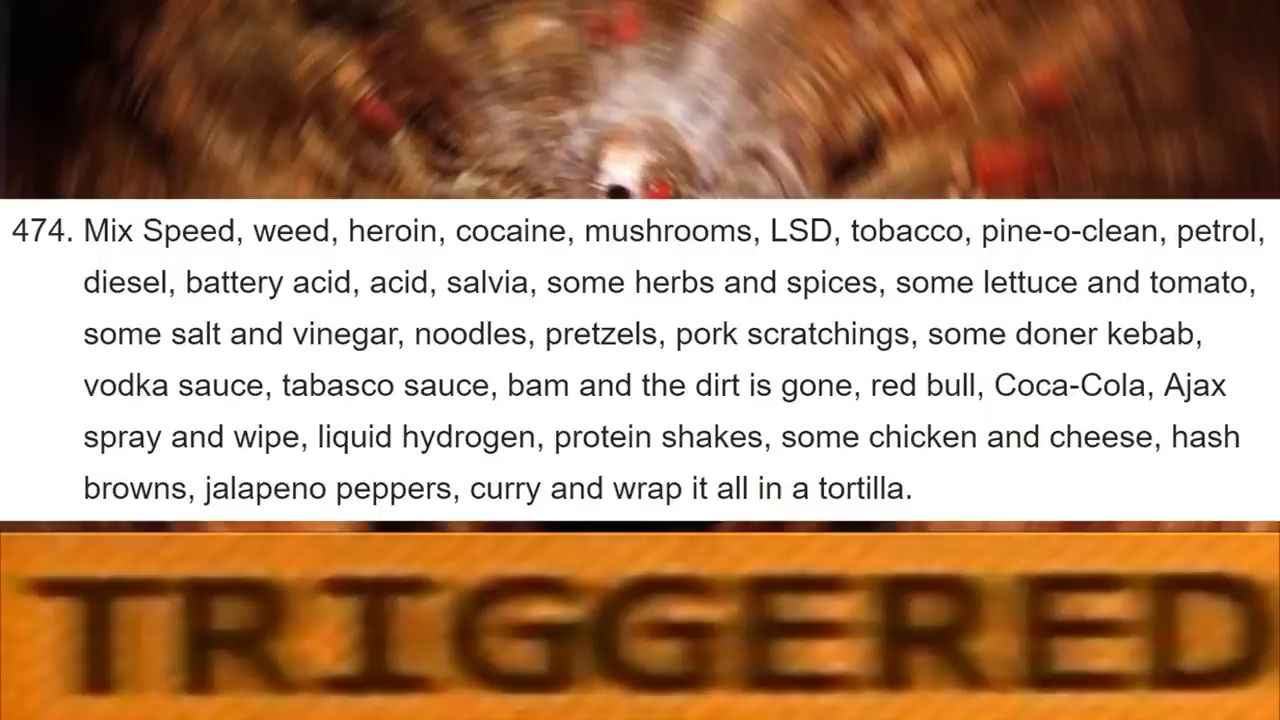 474. Mix Speed, weed, heroin, cocaine, mushrooms, LSD, tobacco, pine-o-clean, petrol,
diesel, battery acid, acid, salvia, some herbs and spices, some lettuce and tomato,
some salt and vinegar, noodles, pretzels, pork scratchings, some doner kebab,
vodka sauce, tabasco sauce, bam and the dirt is gone, red bull, Coca-Cola, Ajax
spray and wipe, liquid hydrogen, protein shakes, some chicken and cheese, hash
browns, jalapeno peppers, curry and wrap it all in a tortilla.
TRIGGERED